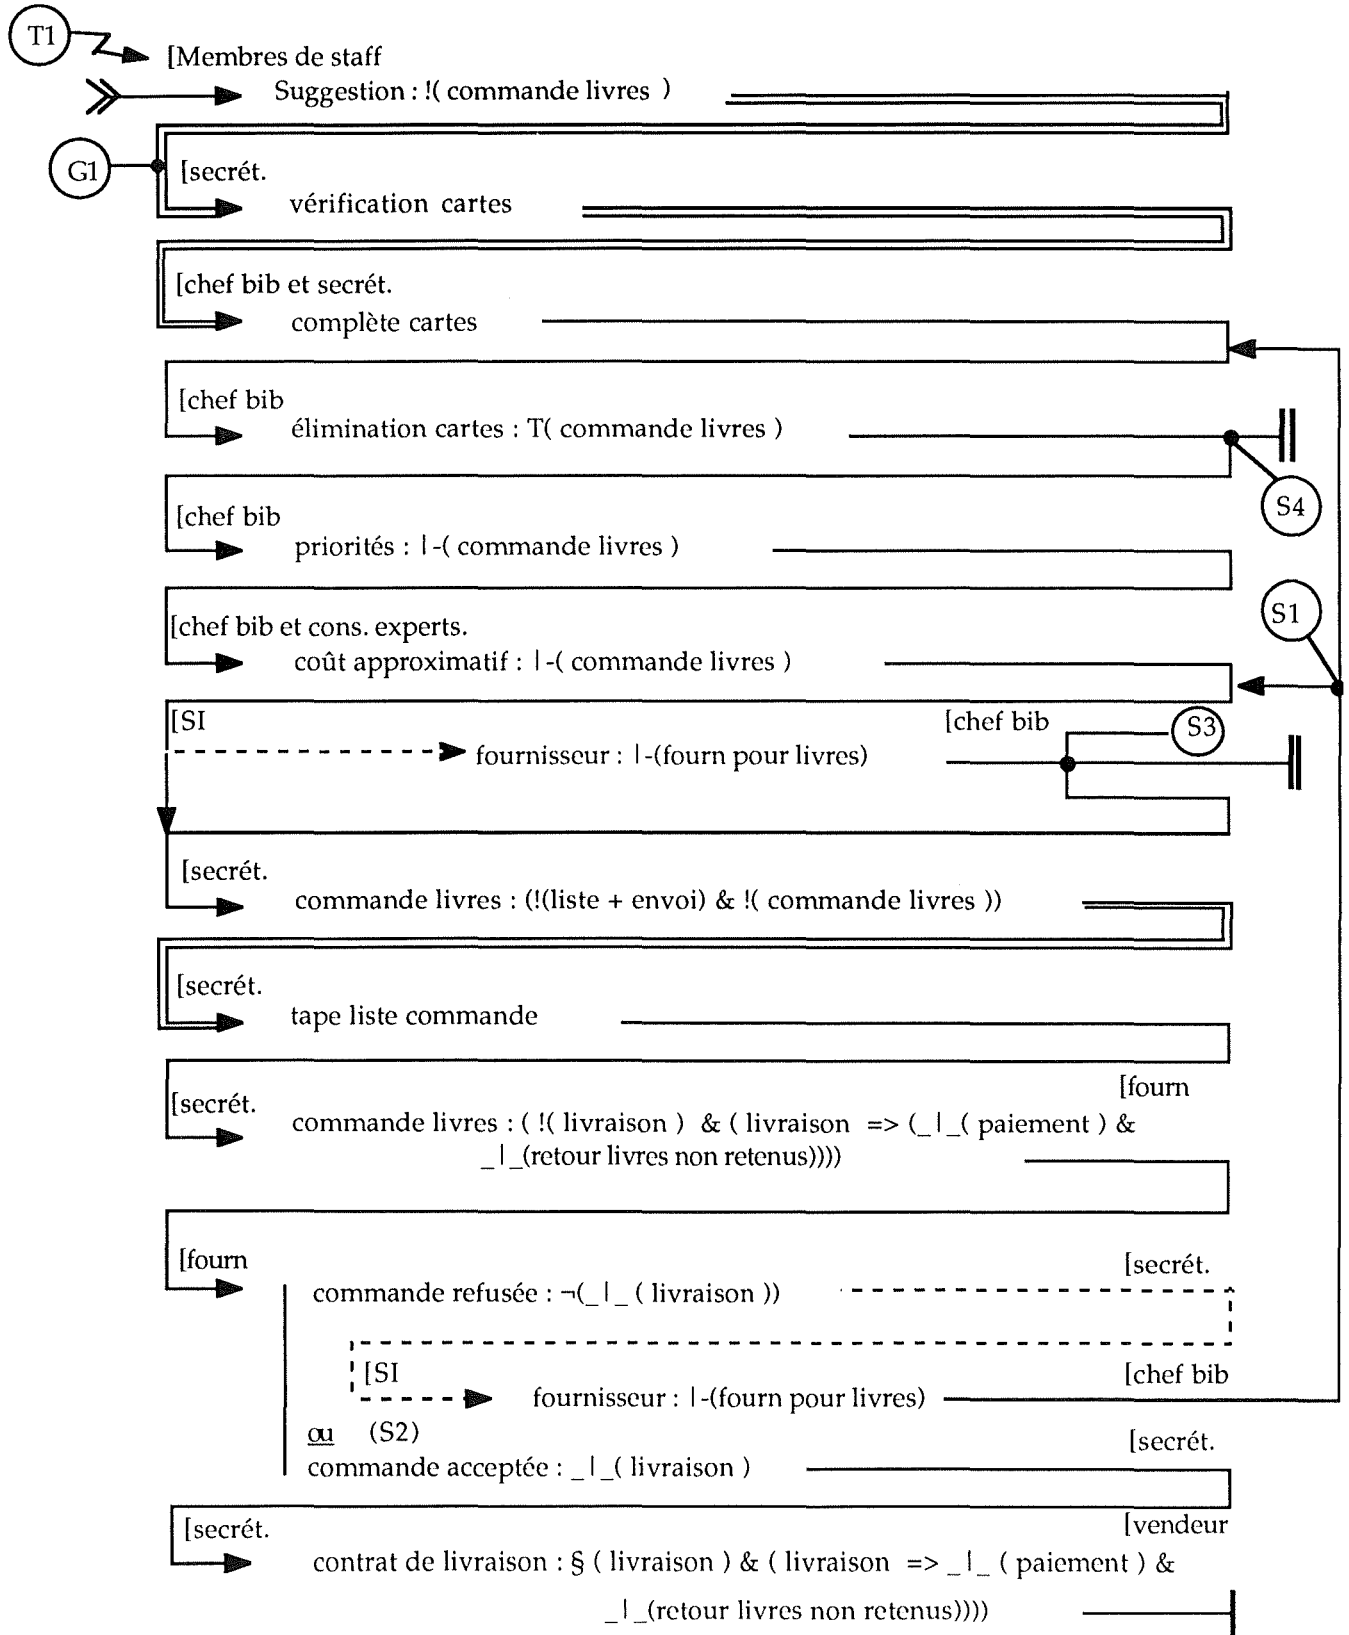 T1
[Membres de staff
Suggestion : !( commande livres )
G1
[secrét.
vérification cartes
[chef bib et secrét.
complète cartes
[chef bib
élimination cartes : T( commande livres )
S4
[chef bib
priorités : |-( commande livres )
S1
[chef bib et cons. experts.
coût approximatif : |-( commande livres )
[SI
[chef bib
S3
fournisseur : |-(fourn pour livres)
[secrét.
commande livres : (!(liste + envoi) & !( commande livres ))
[secrét.
tape liste commande
[fourn
[secrét.
commande livres : ( !( livraison ) & ( livraison => (_|_( paiement ) &
_|_(retour livres non retenus))))
[fourn
[secrét.
commande refusée : ¬(_|_ ( livraison ))
[SI
[chef bib
fournisseur : |-(fourn pour livres)
ou (S2)
[secrét.
commande acceptée : _|_( livraison )
[secrét.
[vendeur
contrat de livraison : § ( livraison ) & ( livraison => _|_ ( paiement ) &
_|_(retour livres non retenus))))